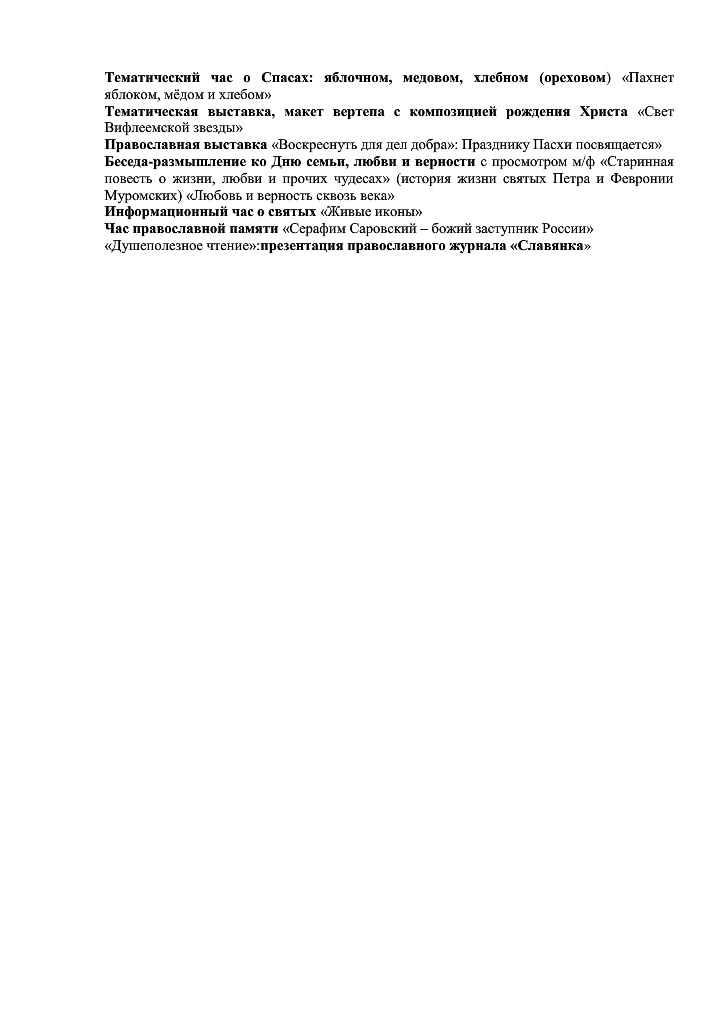 Тематический час о Спасах: яблочном, медовом, хлебном (ореховом) «Пахнет
яблоком, мёдом и хлебом»
Тематическая выставка, макет вертепа с композицией рождения Христа «Свет
Вифлеемской звезды»
Православная выставка «Воскреснуть для дел добра»: Празднику Пасхи посвящается»
Беседа-размышление ко Дню семьи, любви и верности с просмотром м/ф «Старинная
повесть о жизни, любви и прочих чудесах» (история жизни святых Петра и Февронии
Муромских) «Любовь и верность сквозь века»
Информационный час о святых «Живые иконы»
Час православной памяти «Серафим Саровский – божий заступник России»
«Душеполезное чтение»:презентация православного журнала «Славянка»